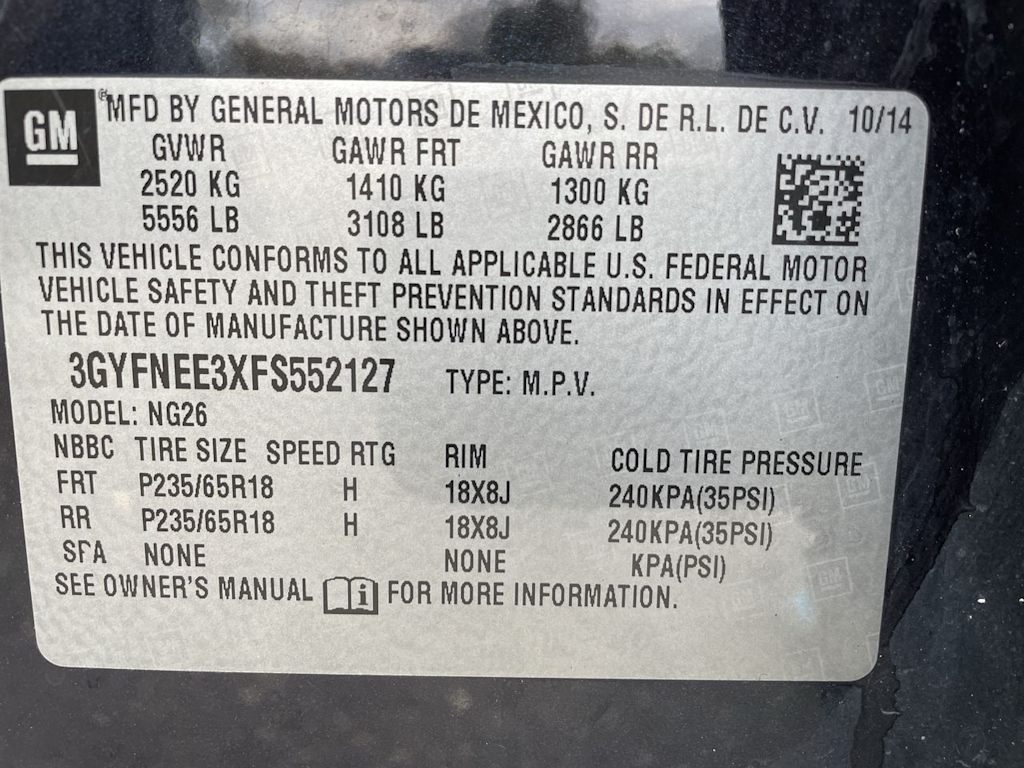 GM
®MFD BY GENERAL MOTORS DE MEXICO, S. DE R.L. DE C.V. 10/14
GVWR GAWR FRT GAWR RR
2520 KG 1410 KG 1300 KG
5556 LB 3108 LB 2866 LB
THIS VEHICLE CONFORMS TO ALL APPLICABLE U.S. FEDERAL MOTOR
VEHICLE SAFETY AND THEFT PREVENTION STANDARDS IN EFFECT ON
THE DATE OF MANUFACTURE SHOWN ABOVE.
3GYFNEE3XFS552127 TYPE: M.P.V.
MODEL: NG26
NBBC TIRE SIZE SPEED RTG RIM COLD TIRE PRESSURE
FRT P235/65R18 H 18X8J 240KPA(35PSI)
RR P235/65R18 H 18X8J 240KPA(35PSI)
SFA NONE NONE KPA(PSI)
SEE OWNER'S MANUAL i FOR MORE INFORMATION.